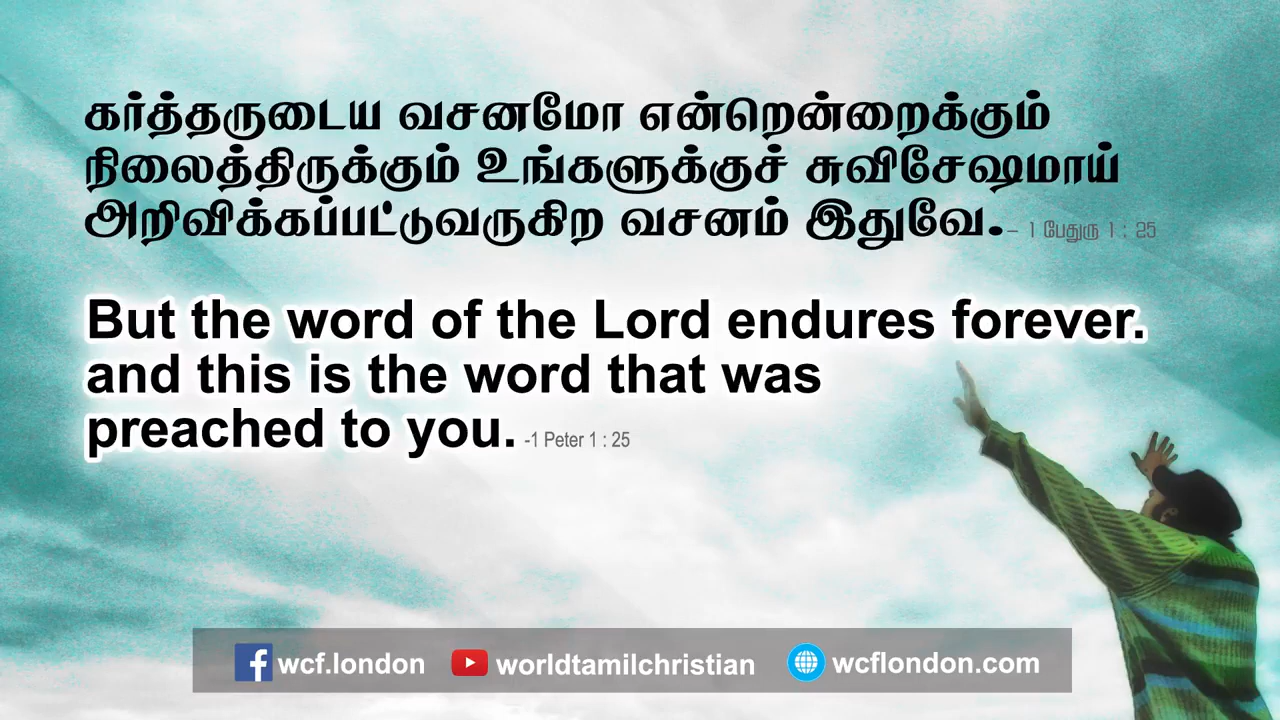 கர்த்தருடைய வசனமோ என்றென்றைக்கும்
நிலைத்திருக்கும் உங்களுக்குச் சுவிசேஷமாய்
அறிவிக்கப்பட்டுவருகிற வசனம் இதுவே. – 1 பேதுரு 1 : 25
But the word of the Lord endures forever.
and this is the word that was
preached to you. -1 Peter 1 : 25
wcf.london worldtamilchristian wcflondon.com